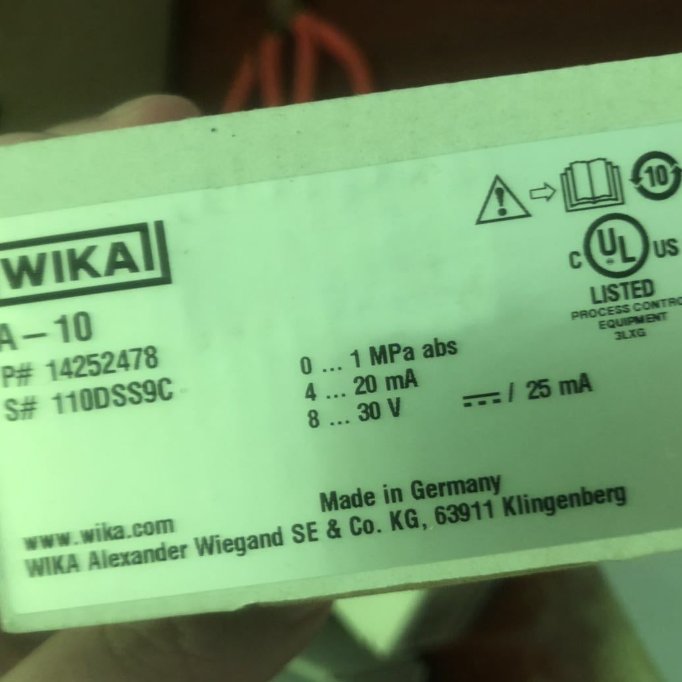 WIKA
A-10
P# 14252478
S# 110DSS9C
0 ... 1 MPa abs
4 ... 20 mA
8 ... 30 V
/ 25 mA
10
C UL US
LISTED
PROCESS CONTRO
EQUIPMENT
3LXG
Made in Germany
www.wika.com
WIKA Alexander Wiegand SE & Co. KG, 63911 Klingenberg